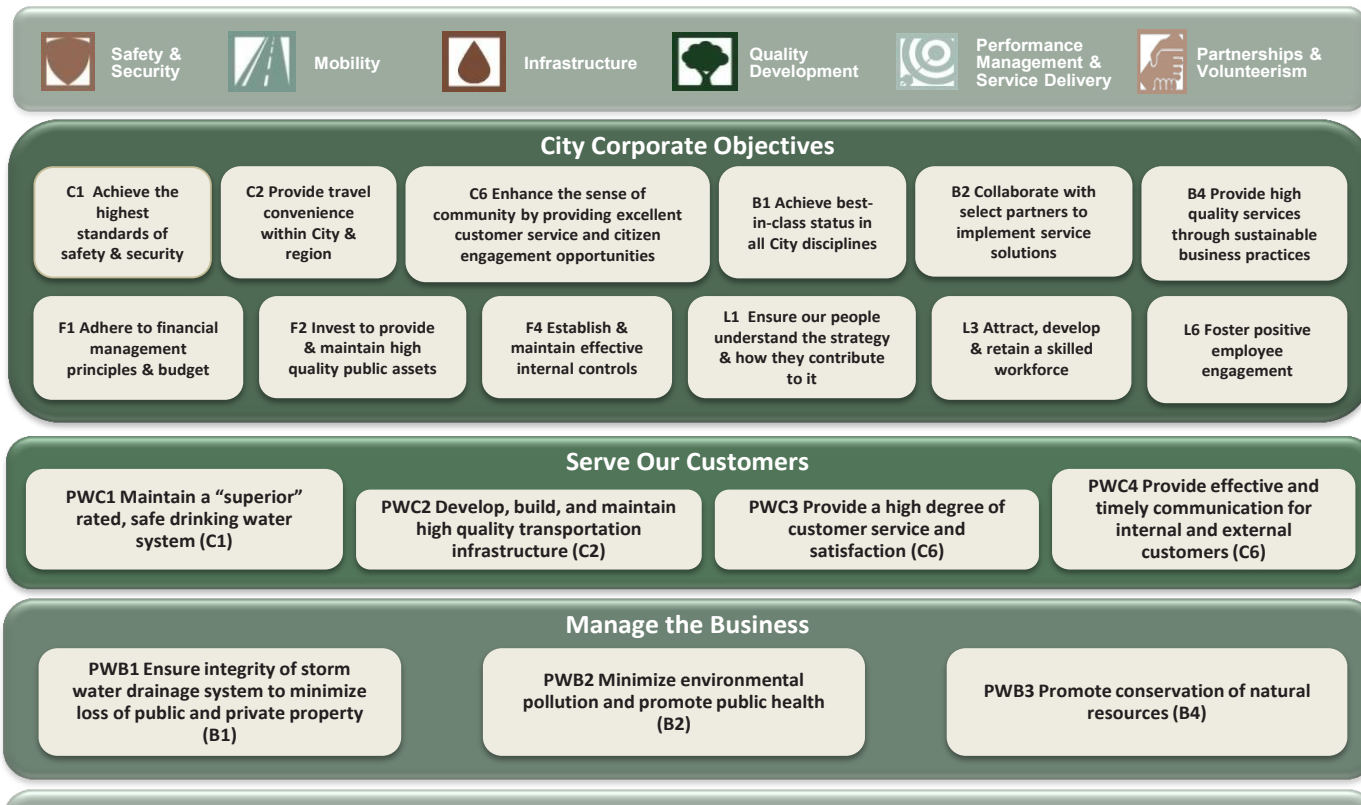 Safety &
Security
Mobility
Infrastructure
Quality
Development
Performance
Management &
Service Delivery
Partnerships &
Volunteerism
City Corporate Objectives
C1 Achieve the
highest
standards of
safety & security
C2 Provide travel
convenience
within City &
region
C6 Enhance the sense of
community by providing excellent
customer service and citizen
engagement opportunities
B1 Achieve best-
in-class status in
all City disciplines
B2 Collaborate with
select partners to
implement service
solutions
B4 Provide high
quality services
through sustainable
business practices
F1 Adhere to financial
management
principles & budget
F2 Invest to provide
& maintain high
quality public assets
F4 Establish &
maintain effective
internal controls
L1 Ensure our people
understand the strategy
& how they contribute
to it
L3 Attract, develop
& retain a skilled
workforce
L6 Foster positive
employee
engagement
Serve Our Customers
PWC1 Maintain a “superior”
rated, safe drinking water
system (C1)
PWC2 Develop, build, and maintain
high quality transportation
infrastructure (C2)
PWC3 Provide a high degree of
customer service and
satisfaction (C6)
PWC4 Provide effective and
timely communication for
internal and external
customers (C6)
Manage the Business
PWB1 Ensure integrity of storm
water drainage system to minimize
loss of public and private property
(B1)
PWB2 Minimize environmental
pollution and promote public health
(B2)
PWB3 Promote conservation of natural
resources (B4)